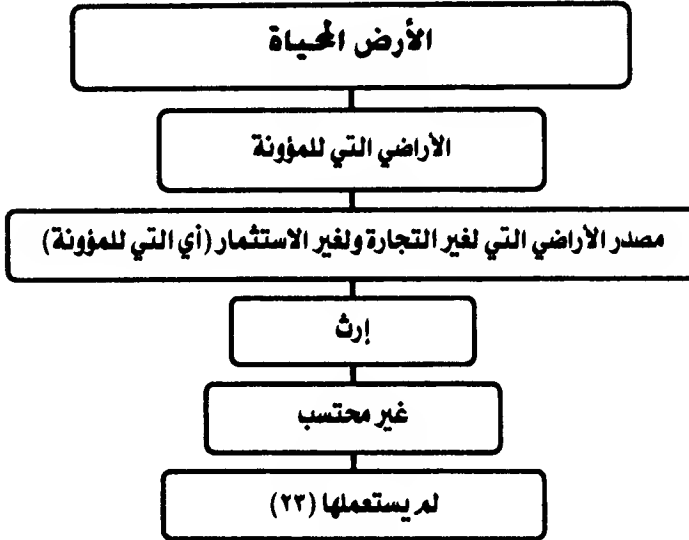 الأرض المحياة
الأراضي التي للمؤونة
مصدر الأراضي التي لغير التجارة ولغير الاستثمار (أي التي للمؤونة)
إرث
غير محتسب
لم يستعملها (٢٣)